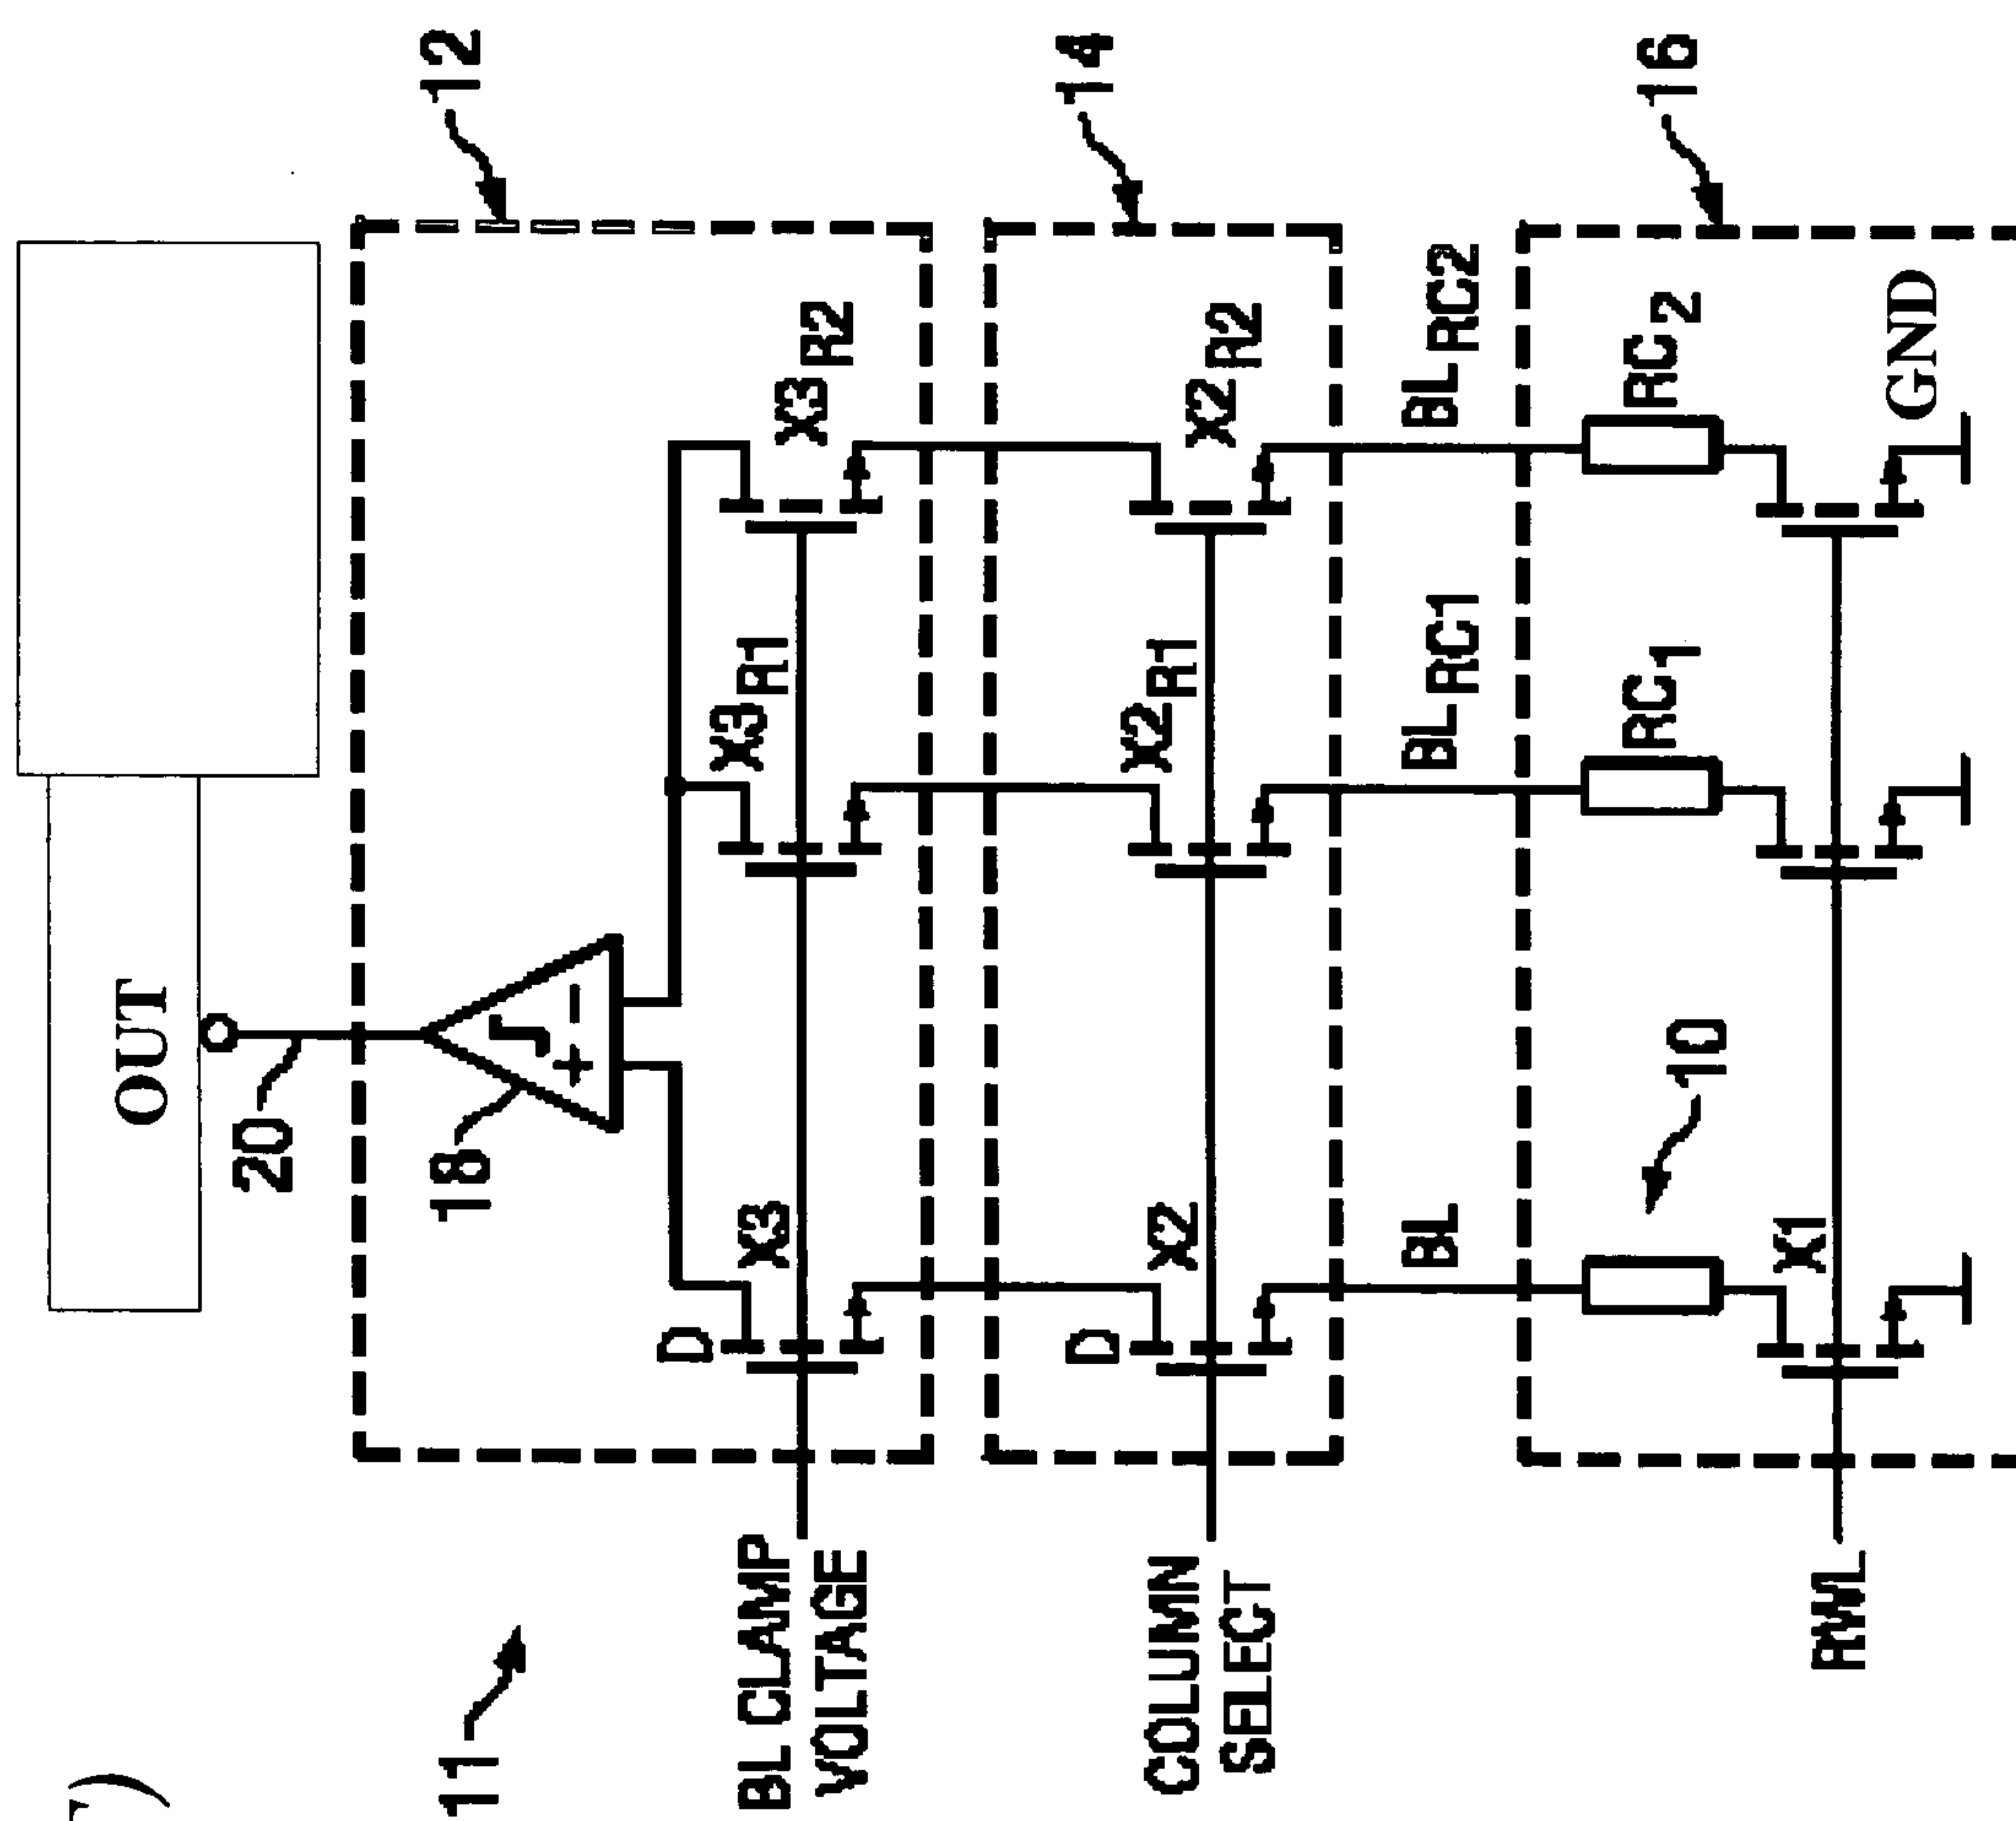 OUT
20
12
18
11
D
X3
X3R1
X3R2
BL CLAMP
VOLTAGE
14
D
X2
X2R1
X2R2
COLUMN
SELECT
BL
BLRC1
BLRC2
16
10
RC1
RC2
X1
GND
RWL
+ -